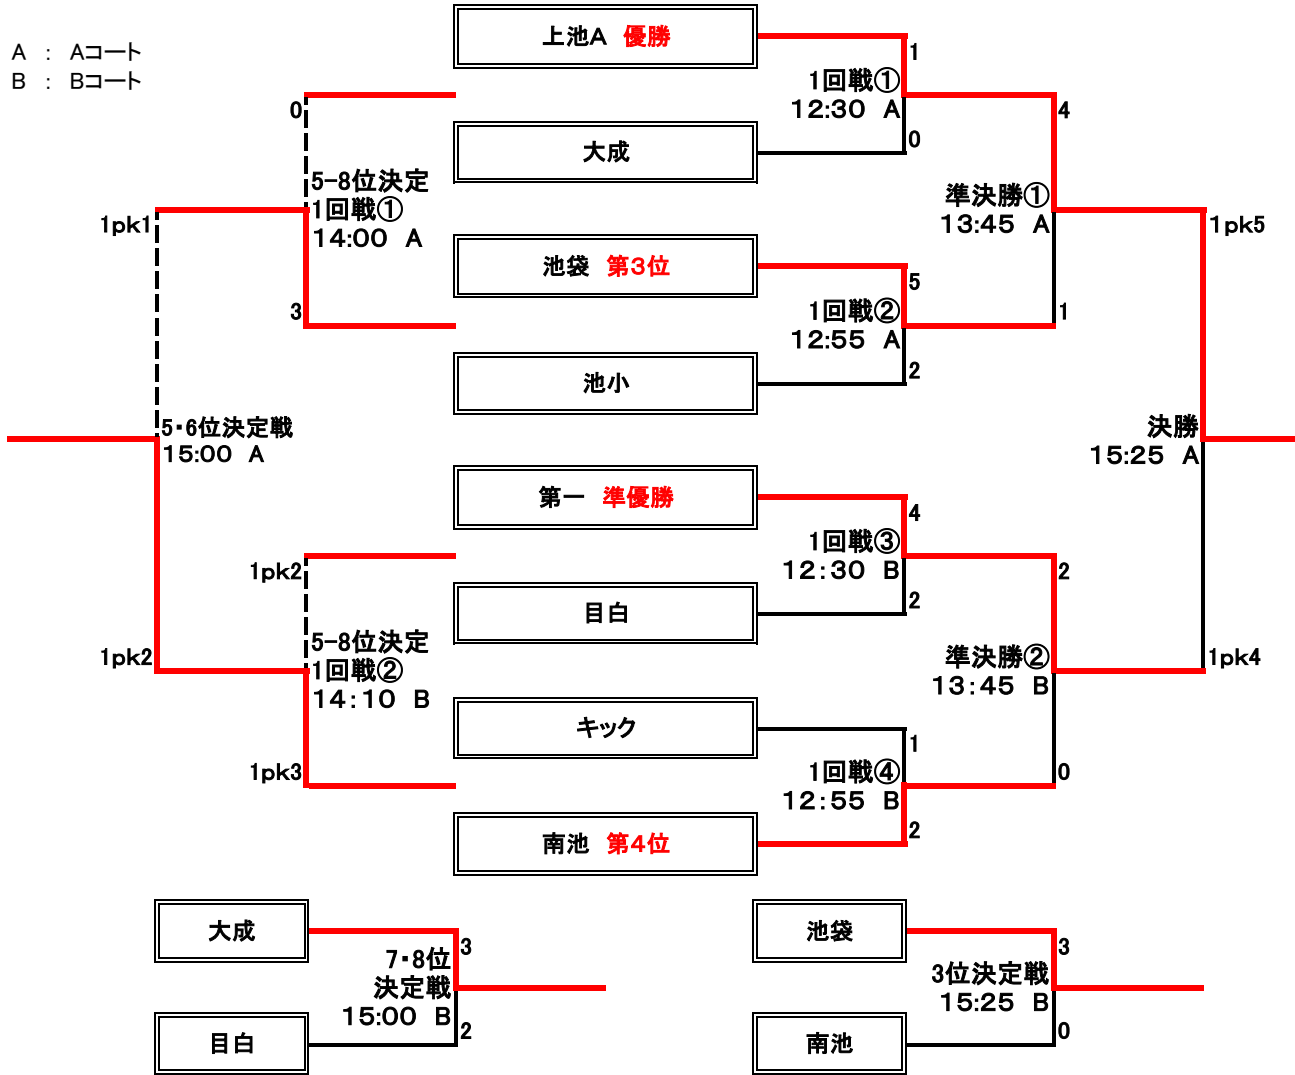 上池A 優勝
A : Aコート
B : Bコート
1
1回戦①
12:30 A
0
大成
0
4
5-8位決定
1回戦①
14:00 A
準決勝①
13:45 A
1pk1
1pk5
池袋 第3位
5
1回戦②
12:55 A
3
1
2
池小
5・6位決定戦
15:00 A
決勝
15:25 A
第一 準優勝
4
1回戦③
12:30 B
1pk2
2
2
目白
5-8位決定
1回戦②
14:10 B
準決勝②
13:45 B
1pk2
1pk4
キック
1
1回戦④
12:55 B
1pk3
0
2
南池 第4位
大成
3
7・8位
決定戦
15:00 B
2
目白
池袋
3
3位決定戦
15:25 B
0
南池